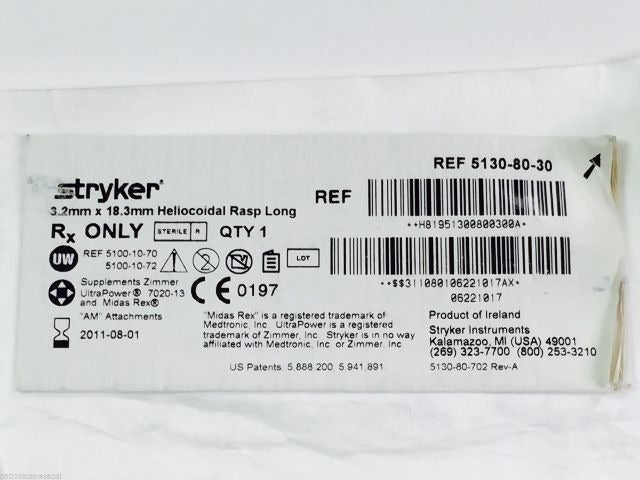 REF 5130-80-30
stryker®
REF
3.2mm x 18.3mm Heliocoidal Rasp Long
**H81951300800300A*
Rx ONLY STERILE R QTY 1
UW REF 5100-10-70
5100-10-72
LOT
**$$311080106221017AX*
06221017
Supplements Zimmer
UltraPower® 7020-13
and Midas Rex®
"AM" Attachments
CE 0197
2011-08-01
"Midas Rex" is a registered trademark of
Medtronic, Inc. UltraPower is a registered
trademark of Zimmer, Inc. Stryker is in no way
affiliated with Medtronic, Inc. or Zimmer, Inc.
Product of Ireland
Stryker Instruments
Kalamazoo, MI (USA) 49001
(269) 323-7700 (800) 253-3210
US Patents: 5,888,200; 5,941,891
5130-80-702 Rev-A